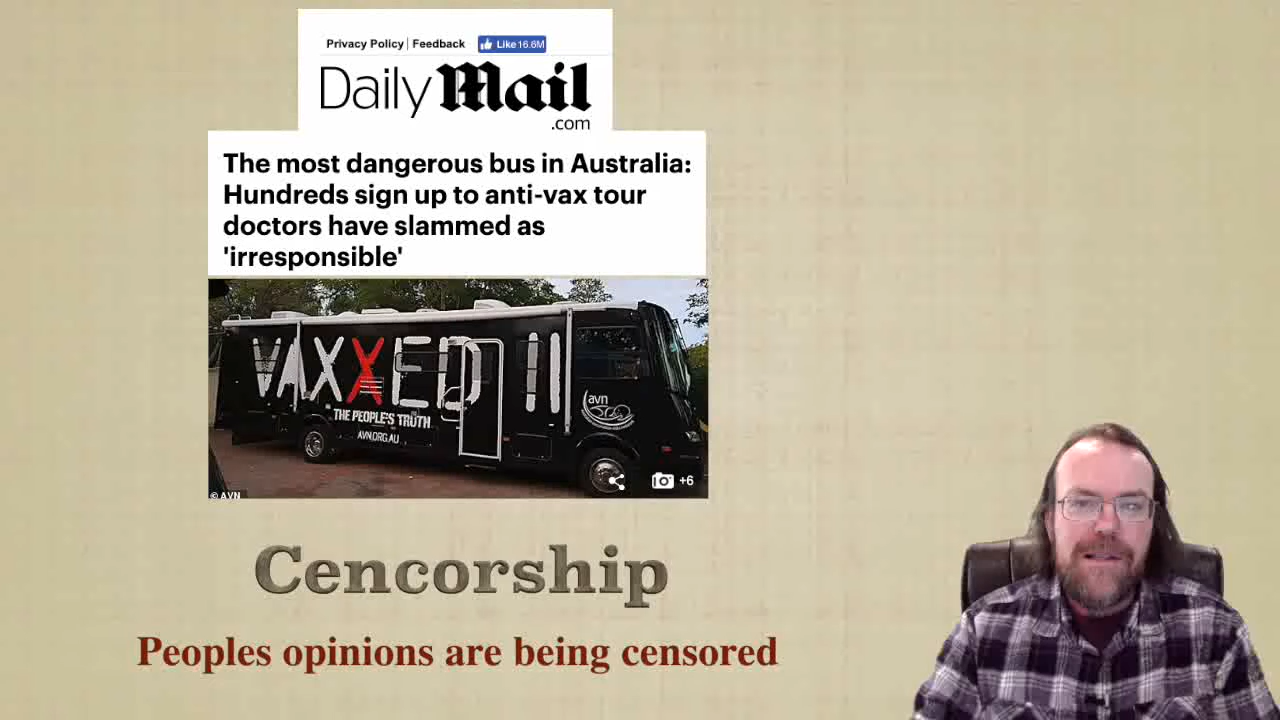 Privacy Policy | Feedback Like 16.6M
Daily Mail
.com
The most dangerous bus in Australia:
Hundreds sign up to anti-vax tour
doctors have slammed as
'irresponsible'
VAXXED II
THE PEOPLE'S TRUTH
AVN.ORG.AU
avn
© AVN
+6
Cencorship
Peoples opinions are being censored